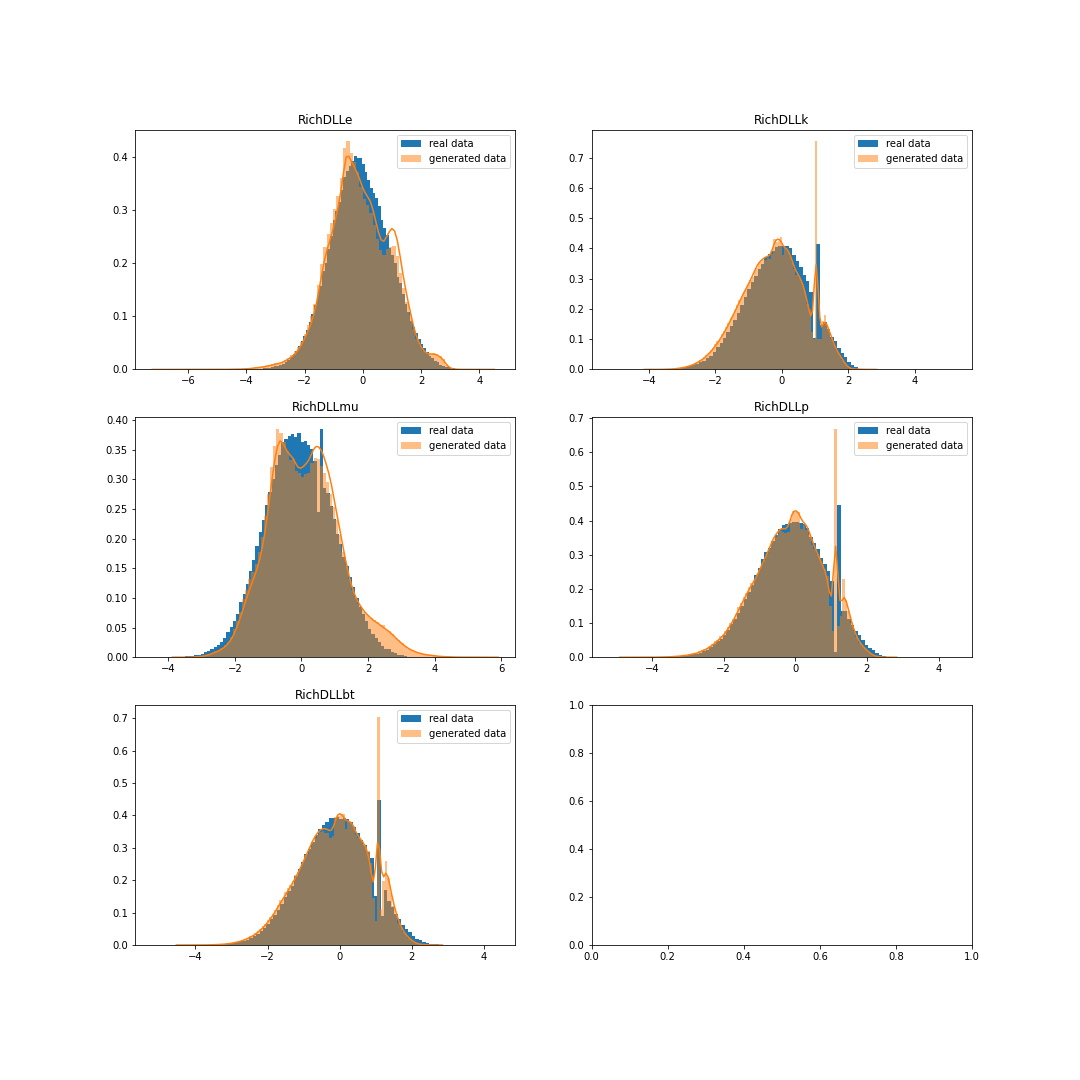 RichDLLe
real data
generated data
0.4
0.3
0.2
0.1
0.0
−6 −4 −2 0 2 4
RichDLLk
real data
generated data
0.7
0.6
0.5
0.4
0.3
0.2
0.1
0.0
−4 −2 0 2 4
RichDLLmu
real data
generated data
0.40
0.35
0.30
0.25
0.20
0.15
0.10
0.05
0.00
−4 −2 0 2 4 6
RichDLLp
real data
generated data
0.7
0.6
0.5
0.4
0.3
0.2
0.1
0.0
−4 −2 0 2 4
RichDLLbt
real data
generated data
0.7
0.6
0.5
0.4
0.3
0.2
0.1
0.0
−4 −2 0 2 4
1.0
0.8
0.6
0.4
0.2
0.0
0.0 0.2 0.4 0.6 0.8 1.0